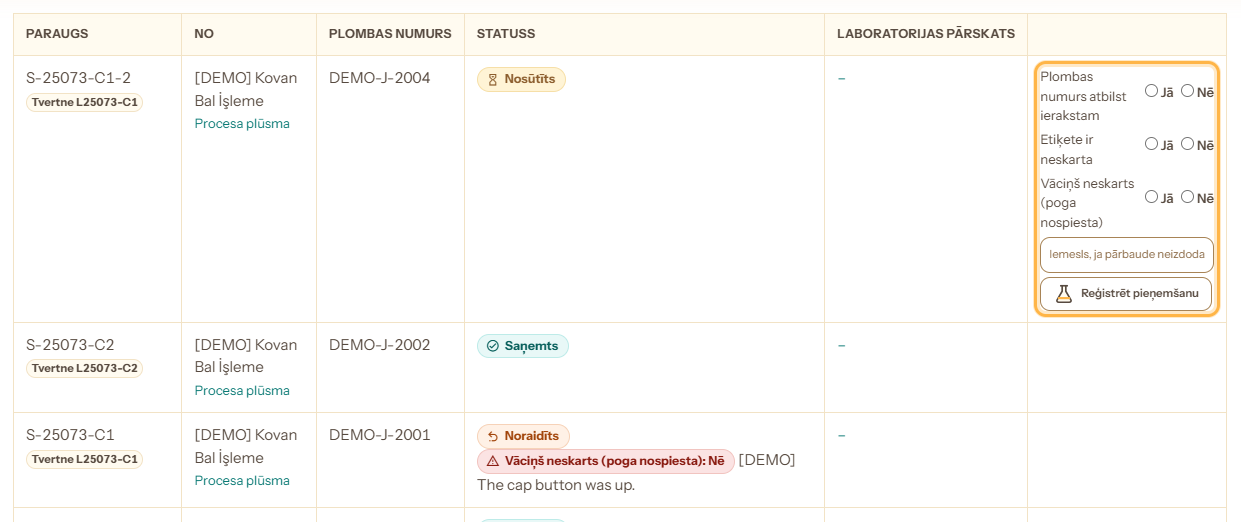 PARAUGS NO PLOMBAS NUMURS STATUSS LABORATORIJAS PĀRSKATS
S-25073-C1-2
Tvertne L25073-C1
[DEMO] Kovan
Bal İşleme
Procesa plūsma
DEMO-J-2004
Nosūtīts
–
Plombas
numurs atbilst
ierakstam
Jā Nē
Etiķete ir
neskarta
Jā Nē
Vāciņš neskarts
(poga
nospiesta)
Jā Nē
Iemesls, ja pārbaude neizdoda
Reģistrēt pieņemšanu
S-25073-C2
Tvertne L25073-C2
[DEMO] Kovan
Bal İşleme
Procesa plūsma
DEMO-J-2002
Saņemts
–
S-25073-C1
Tvertne L25073-C1
[DEMO] Kovan
Bal İşleme
Procesa plūsma
DEMO-J-2001
Noraidīts
Vāciņš neskarts (poga nospiesta): Nē [DEMO]
The cap button was up.
–